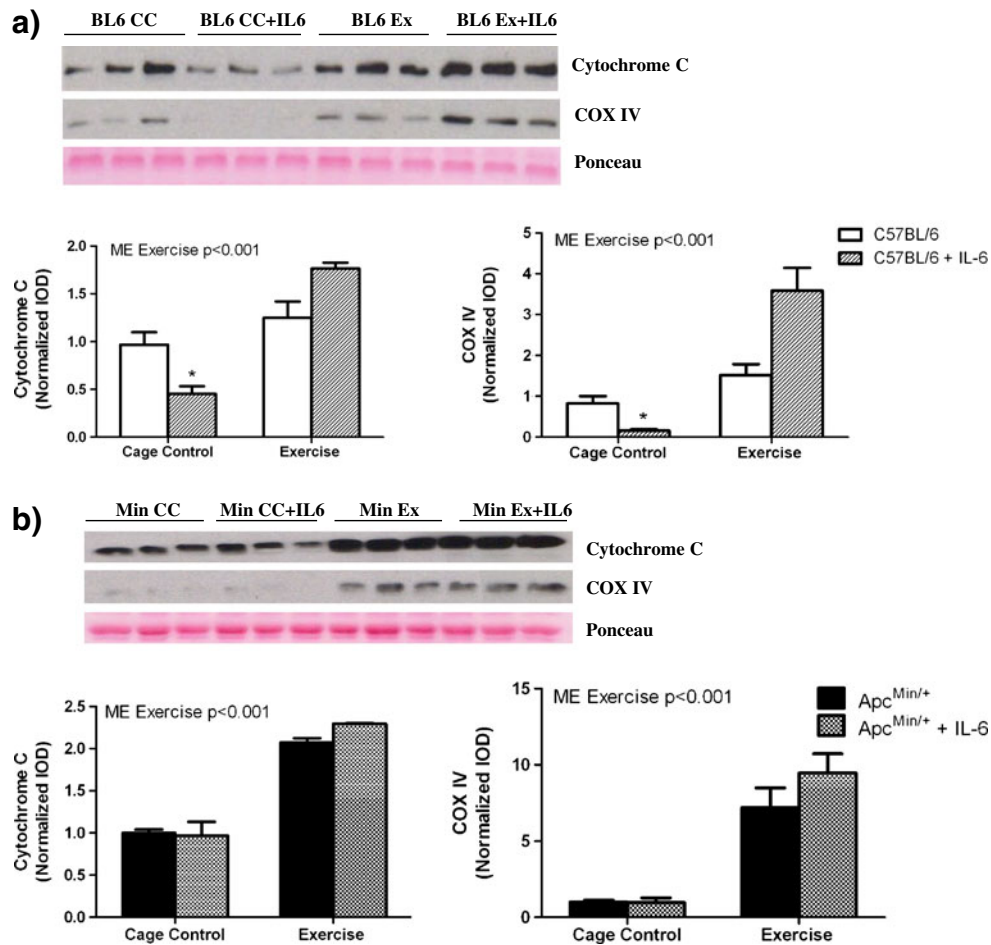 a)
BL6 CC BL6 CC+IL6 BL6 Ex BL6 Ex+IL6
Cytochrome C
COX IV
Ponceau
ME Exercise p<0.001
Cytochrome C
(Normalized IOD)
2.0
1.5
1.0
0.5
0.0
Cage Control Exercise
ME Exercise p<0.001
C57BL/6
C57BL/6 + IL-6
COX IV
(Normalized IOD)
5
4
3
2
1
0
Cage Control Exercise
*
*
b)
Min CC Min CC+IL6 Min Ex Min Ex+IL6
Cytochrome C
COX IV
Ponceau
ME Exercise p<0.001
Cytochrome C
(Normalized IOD)
2.5
2.0
1.5
1.0
0.5
0.0
Cage Control Exercise
ME Exercise p<0.001
Apc^Min/+
Apc^Min/+ + IL-6
COX IV
(Normalized IOD)
15
10
5
0
Cage Control Exercise